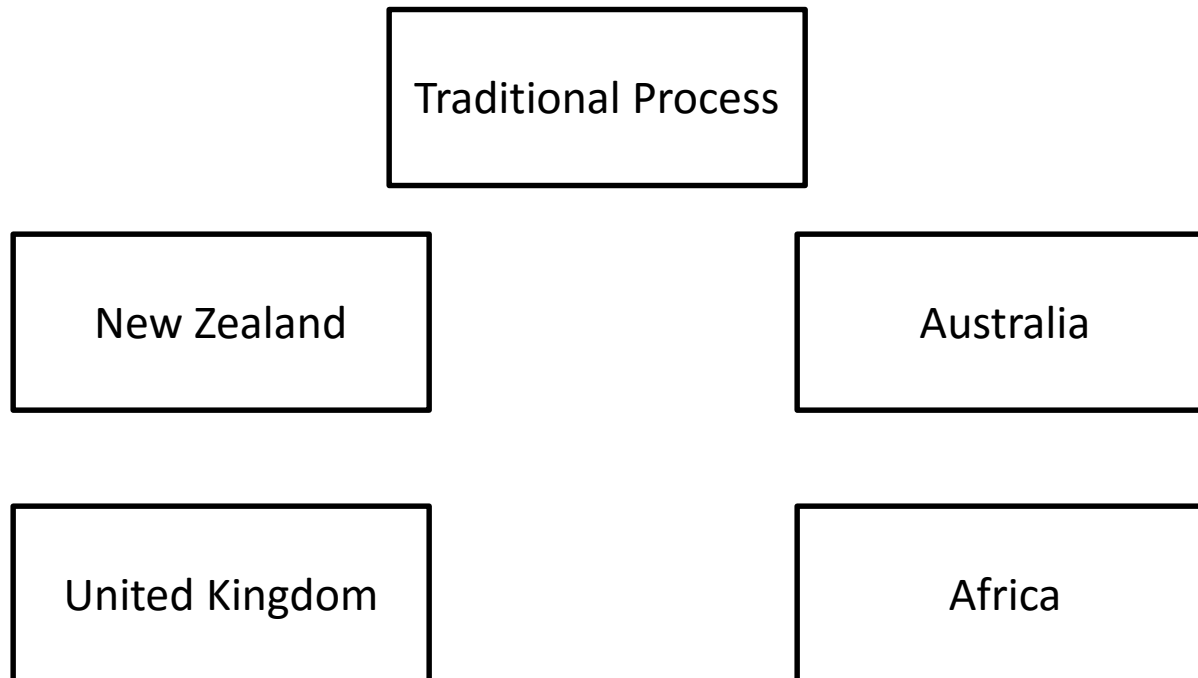 Traditional Process
New Zealand
Australia
United Kingdom
Africa